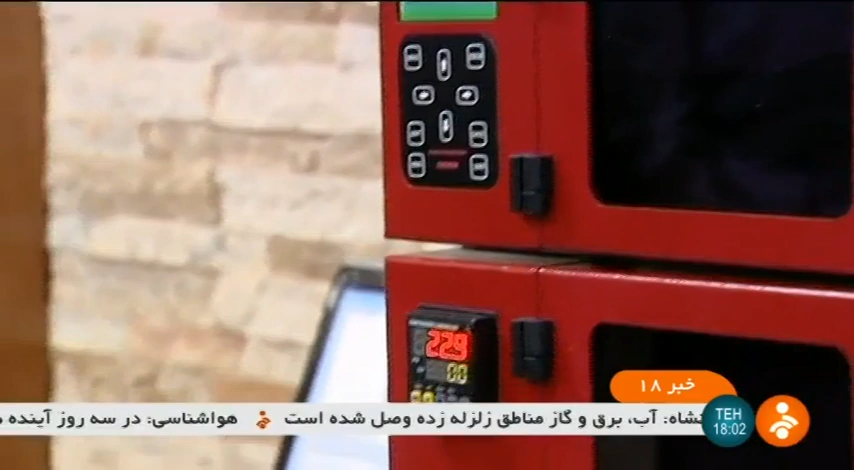 229
00
خبر ۱۸
TEH
18:02
شاه: آب، برق و گاز مناطق زلزله زده وصل شده است
هواشناسی: در سه روز آینده